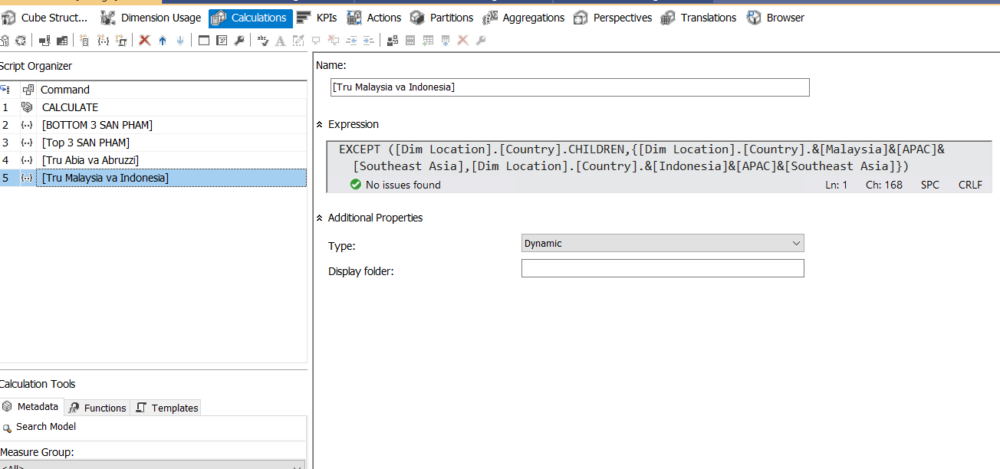 Cube Struct... Dimension Usage Calculations KPIs Actions Partitions Aggregations Perspectives Translations Browser
abc
Script Organizer
Command
1 CALCULATE
2 [BOTTOM 3 SAN PHAM]
3 [Top 3 SAN PHAM]
4 [Tru Abia va Abruzzi]
5 [Tru Malaysia va Indonesia]
Calculation Tools
Metadata Functions Templates
Search Model
Measure Group:
<All>
Name:
[Tru Malaysia va Indonesia]
Expression
EXCEPT ([Dim Location].[Country].CHILDREN,{[Dim Location].[Country].&[Malaysia]&[APAC]&
[Southeast Asia],[Dim Location].[Country].&[Indonesia]&[APAC]&[Southeast Asia]})
No issues found Ln: 1 Ch: 168 SPC CRLF
Additional Properties
Type: Dynamic
Display folder: